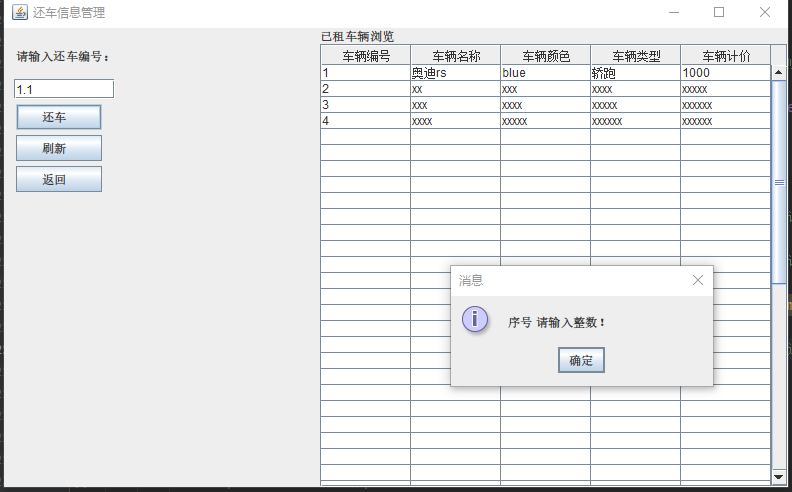 还车信息管理
请输入还车编号：
1.1
还车
刷新
返回
已租车辆浏览
车辆编号 车辆名称 车辆颜色 车辆类型 车辆计价
1 奥迪rs blue 轿跑 1000
2 xx xxx xxxx xxxxx
3 xxx xxxx xxxxx xxxxxx
4 xxxx xxxxx xxxxxx xxxxxx
消息
序号 请输入整数！
确定